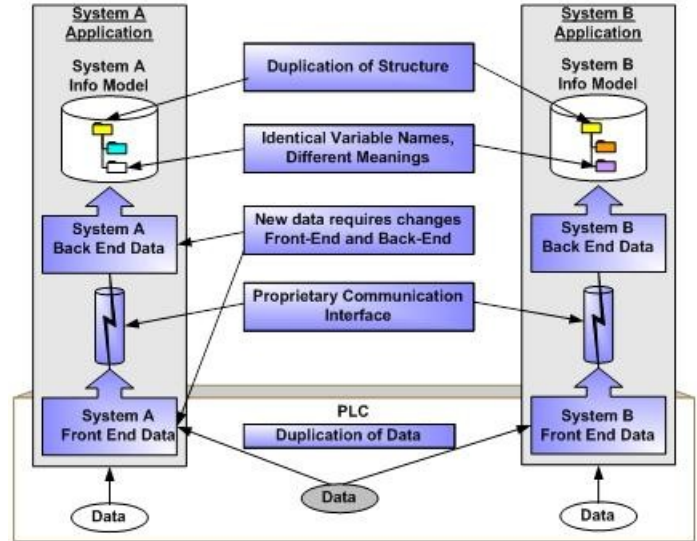 System A
Application
System A
Info Model
System B
Application
System B
Info Model
Duplication of Structure
Identical Variable Names,
Different Meanings
New data requires changes
Front-End and Back-End
Proprietary Communication
Interface
System A
Back End Data
System B
Back End Data
PLC
Duplication of Data
System A
Front End Data
System B
Front End Data
Data
Data
Data